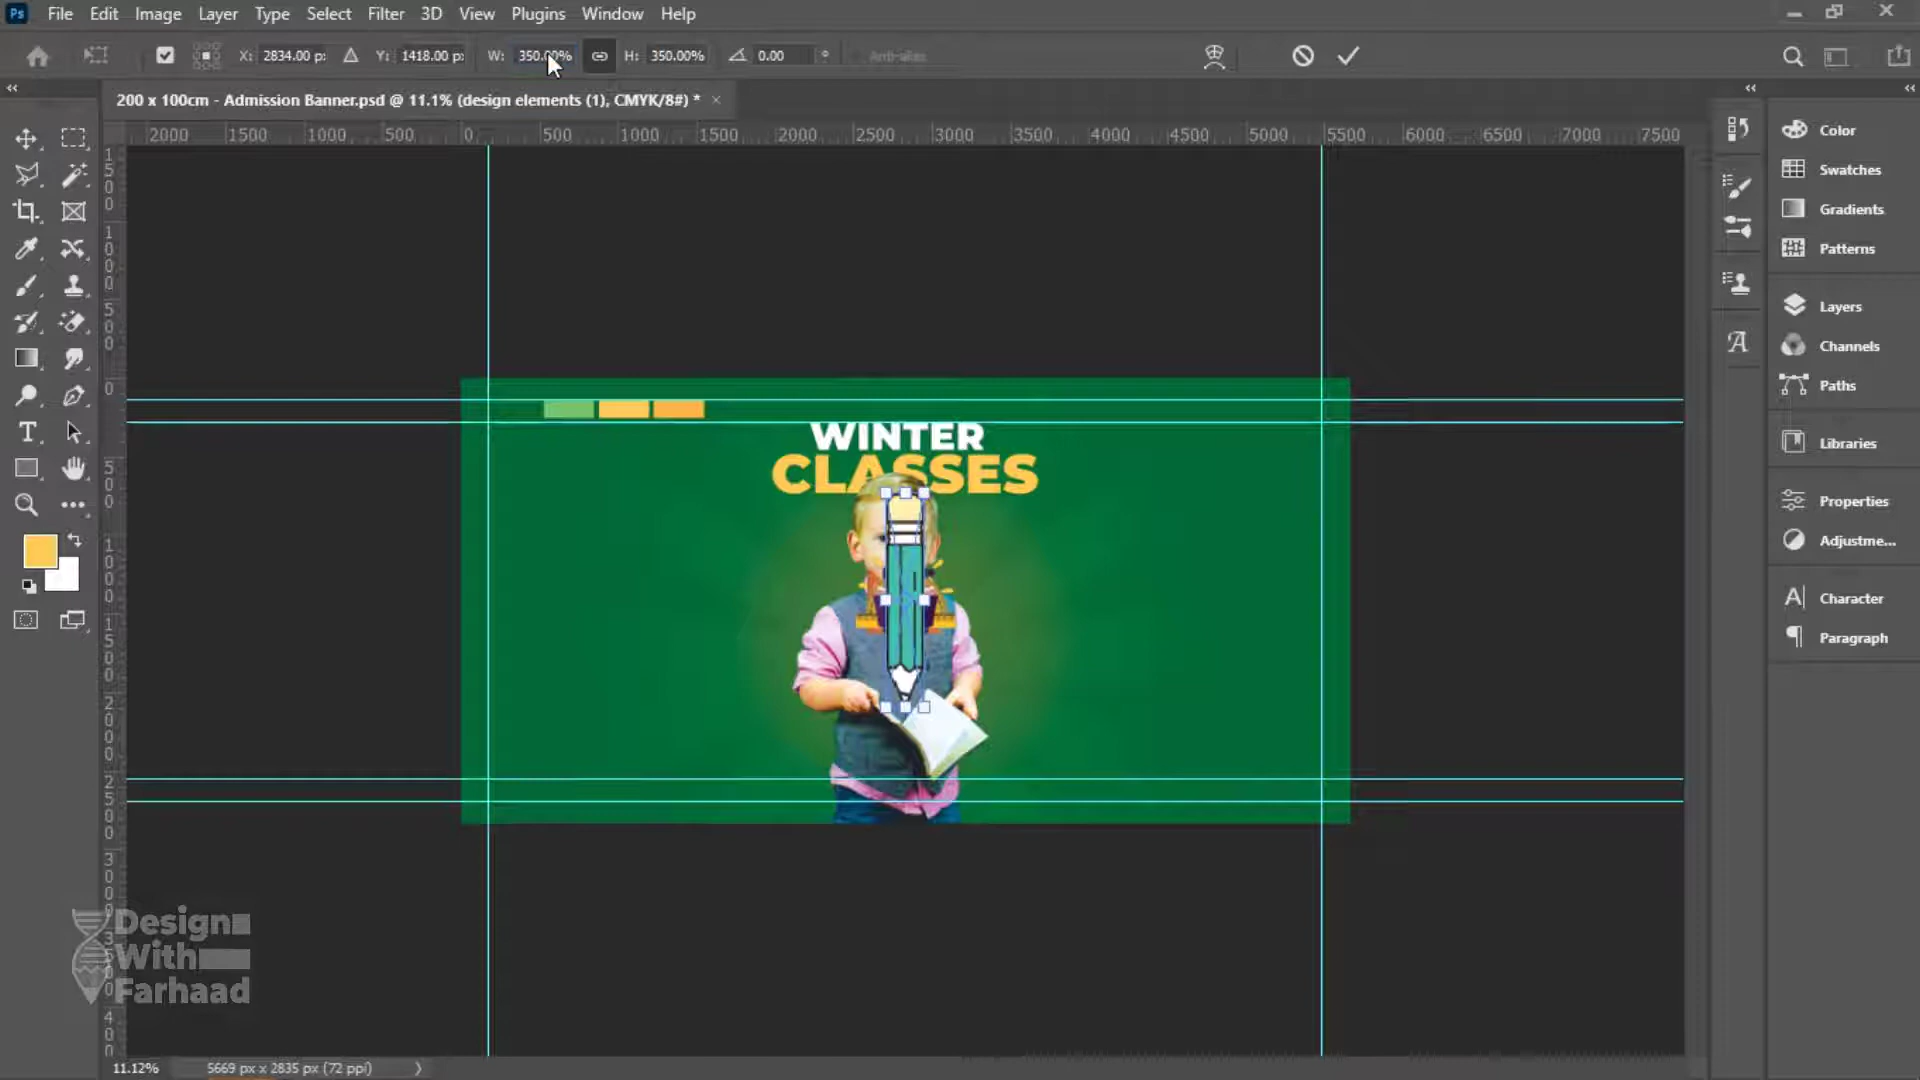 Ps File Edit Image Layer Type Select Filter 3D View Plugins Window Help
X: 2834.00 p: Y: 1418.00 p: W: 350.00% H: 350.00% 0.00 ° Anti-alias
200 x 100cm - Admission Banner.psd @ 11.1% (design elements (1), CMYK/8#) * ×
2000 1500 1000 500 0 500 1000 1500 2000 2500 3000 3500 4000 4500 5000 5500 6000 6500 7000 7500
Color
Swatches
Gradients
Patterns
Layers
Channels
Paths
Libraries
Properties
Adjustme...
Character
Paragraph
WINTER
CLASSES
Design
With
Farhaad
11.12% 5669 px x 2835 px (72 ppi)